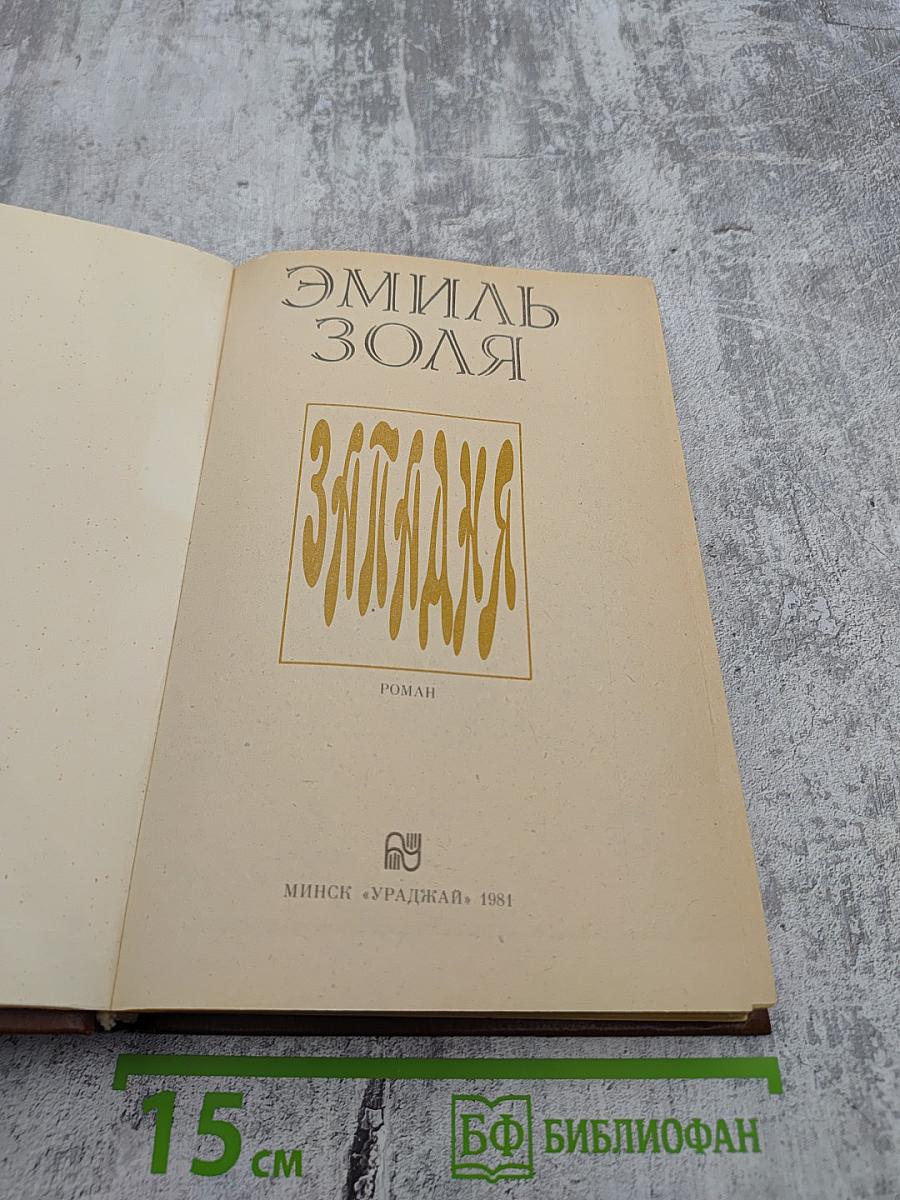 ЭМИЛЬ
ЗОЛЯ
ЗАПАДНЯ
РОМАН
МИНСК «УРАДЖАЙ» 1981
15 см
БФ БИБЛИОФАН